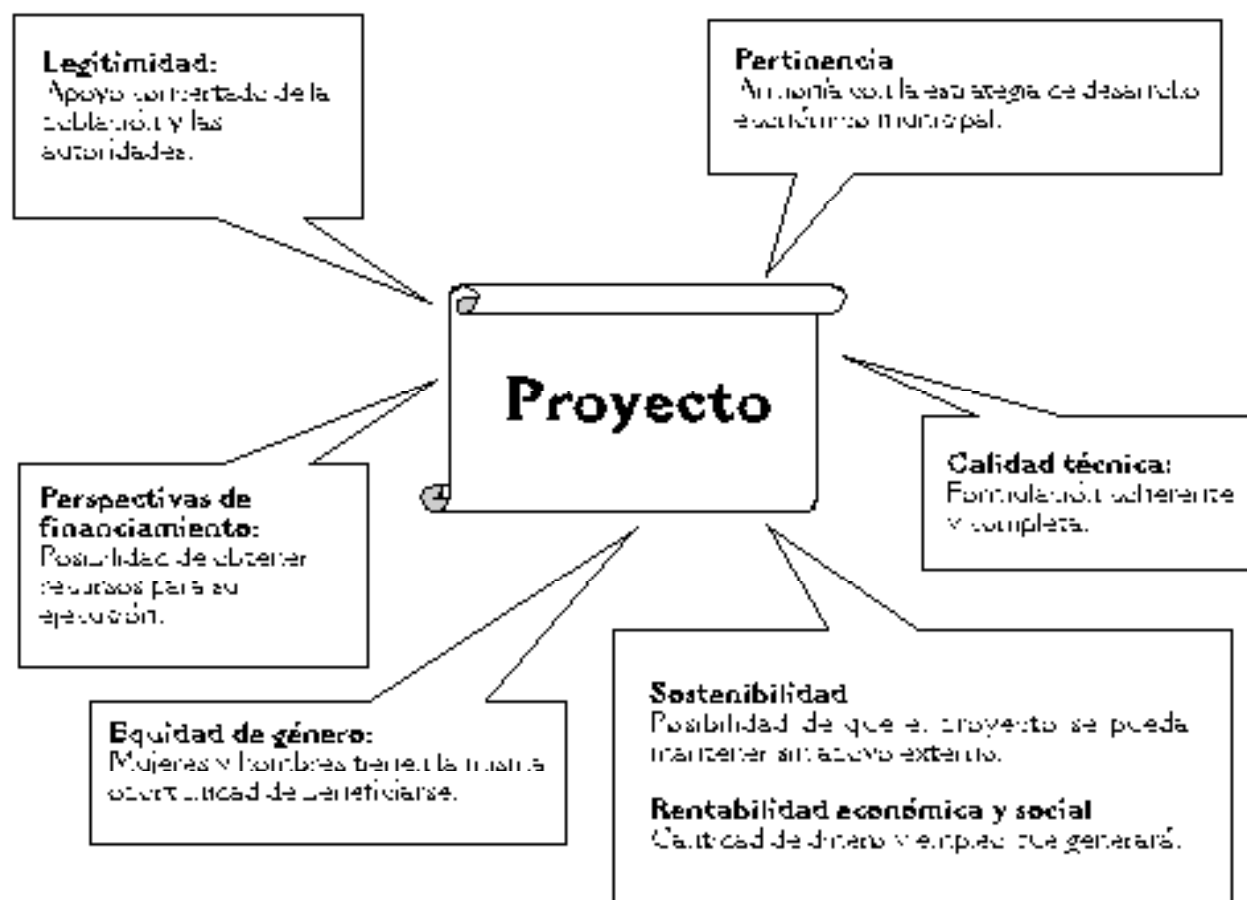 Legitimidad:
Apoyo concertado de la
población y las
autoridades.
Pertinencia
Armonía con la estrategia de desarrollo
económico municipal.
Proyecto
Calidad técnica:
Formulación coherente
y completa.
Perspectivas de
financiamiento:
Posibilidad de obtener
recursos para su
ejecución.
Equidad de género:
Mujeres y hombres tienen la misma
oportunidad de beneficiarse.
Sostenibilidad
Posibilidad de que el proyecto se pueda
mantener sin apoyo externo.
Rentabilidad económica y social
Cantidad de dinero y empleo que generará.